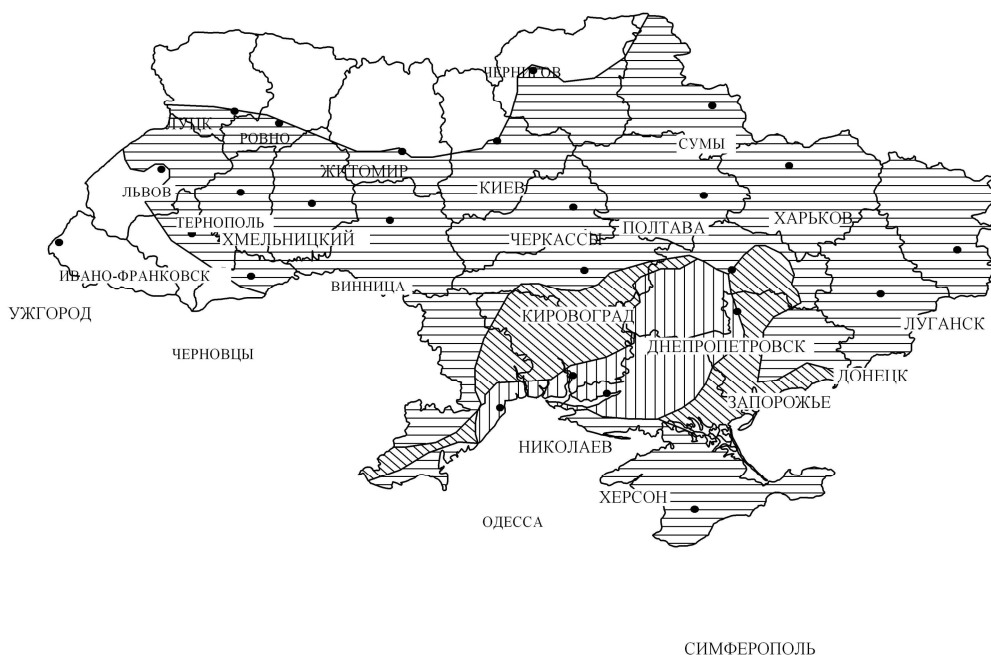 ЧЕРНИГОВ
ЛУЦК
РОВНО
СУМЫ
ЖИТОМИР
ЛЬВОВ
КИЕВ
ТЕРНОПОЛЬ
ХАРЬКОВ
ПОЛТАВА
ХМЕЛЬНИЦКИЙ
ЧЕРКАССЫ
ИВАНО-ФРАНКОВСК
ВИННИЦА
УЖГОРОД
КИРОВОГРАД
ЛУГАНСК
ДНЕПРОПЕТРОВСК
ЧЕРНОВЦЫ
ДОНЕЦК
ЗАПОРОЖЬЕ
НИКОЛАЕВ
ХЕРСОН
ОДЕССА
СИМФЕРОПОЛЬ